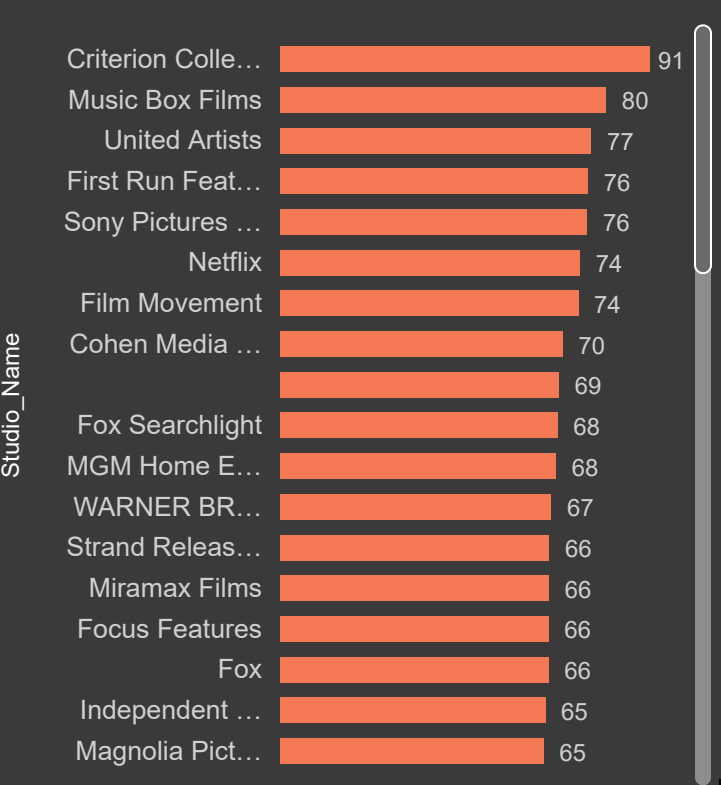 Studio_Name
Criterion Colle… 91
Music Box Films 80
United Artists 77
First Run Feat… 76
Sony Pictures … 76
Netflix 74
Film Movement 74
Cohen Media … 70
69
Fox Searchlight 68
MGM Home E… 68
WARNER BR… 67
Strand Releas… 66
Miramax Films 66
Focus Features 66
Fox 66
Independent … 65
Magnolia Pict… 65